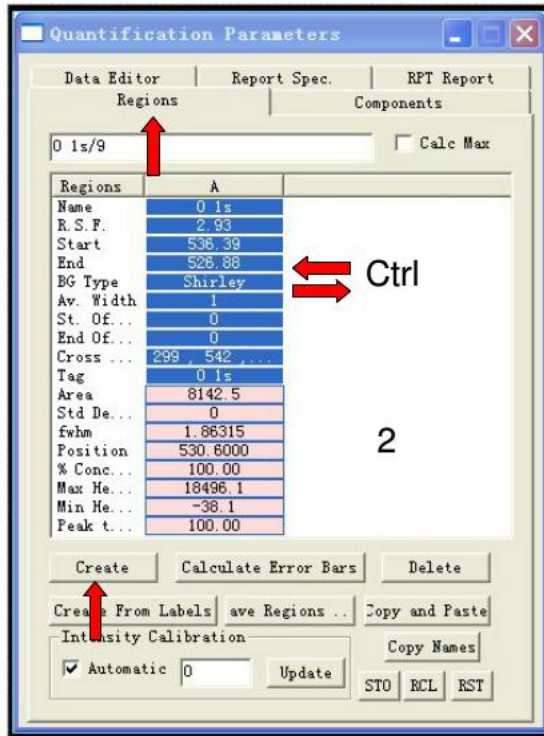 Quantification Parameters
Data Editor Report Spec. RPT Report
Regions Components
O 1s/9 Calc Max
Regions A
Name O 1s
R.S.F. 2.93
Start 536.39
End 526.88
BG Type Shirley
Av. Width 1
St. Of... 0
End Of... 0
Cross ... 299 , 542 ,...
Tag O 1s
Area 8142.5
Std De... 0
fwhm 1.86315
Position 530.6000
% Conc... 100.00
Max He... 18496.1
Min He... -38.1
Peak t... 100.00
Ctrl
2
Create Calculate Error Bars Delete
Create From Labels ave Regions .. Copy and Paste
Intensity Calibration
Copy Names
Automatic 0 Update
STO RCL RST